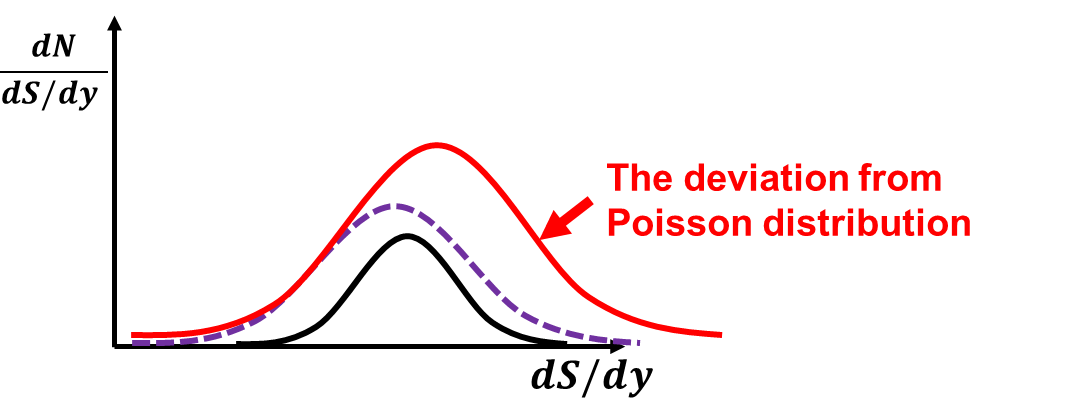 dN
dS/dy
The deviation from
Poisson distribution
dS/dy